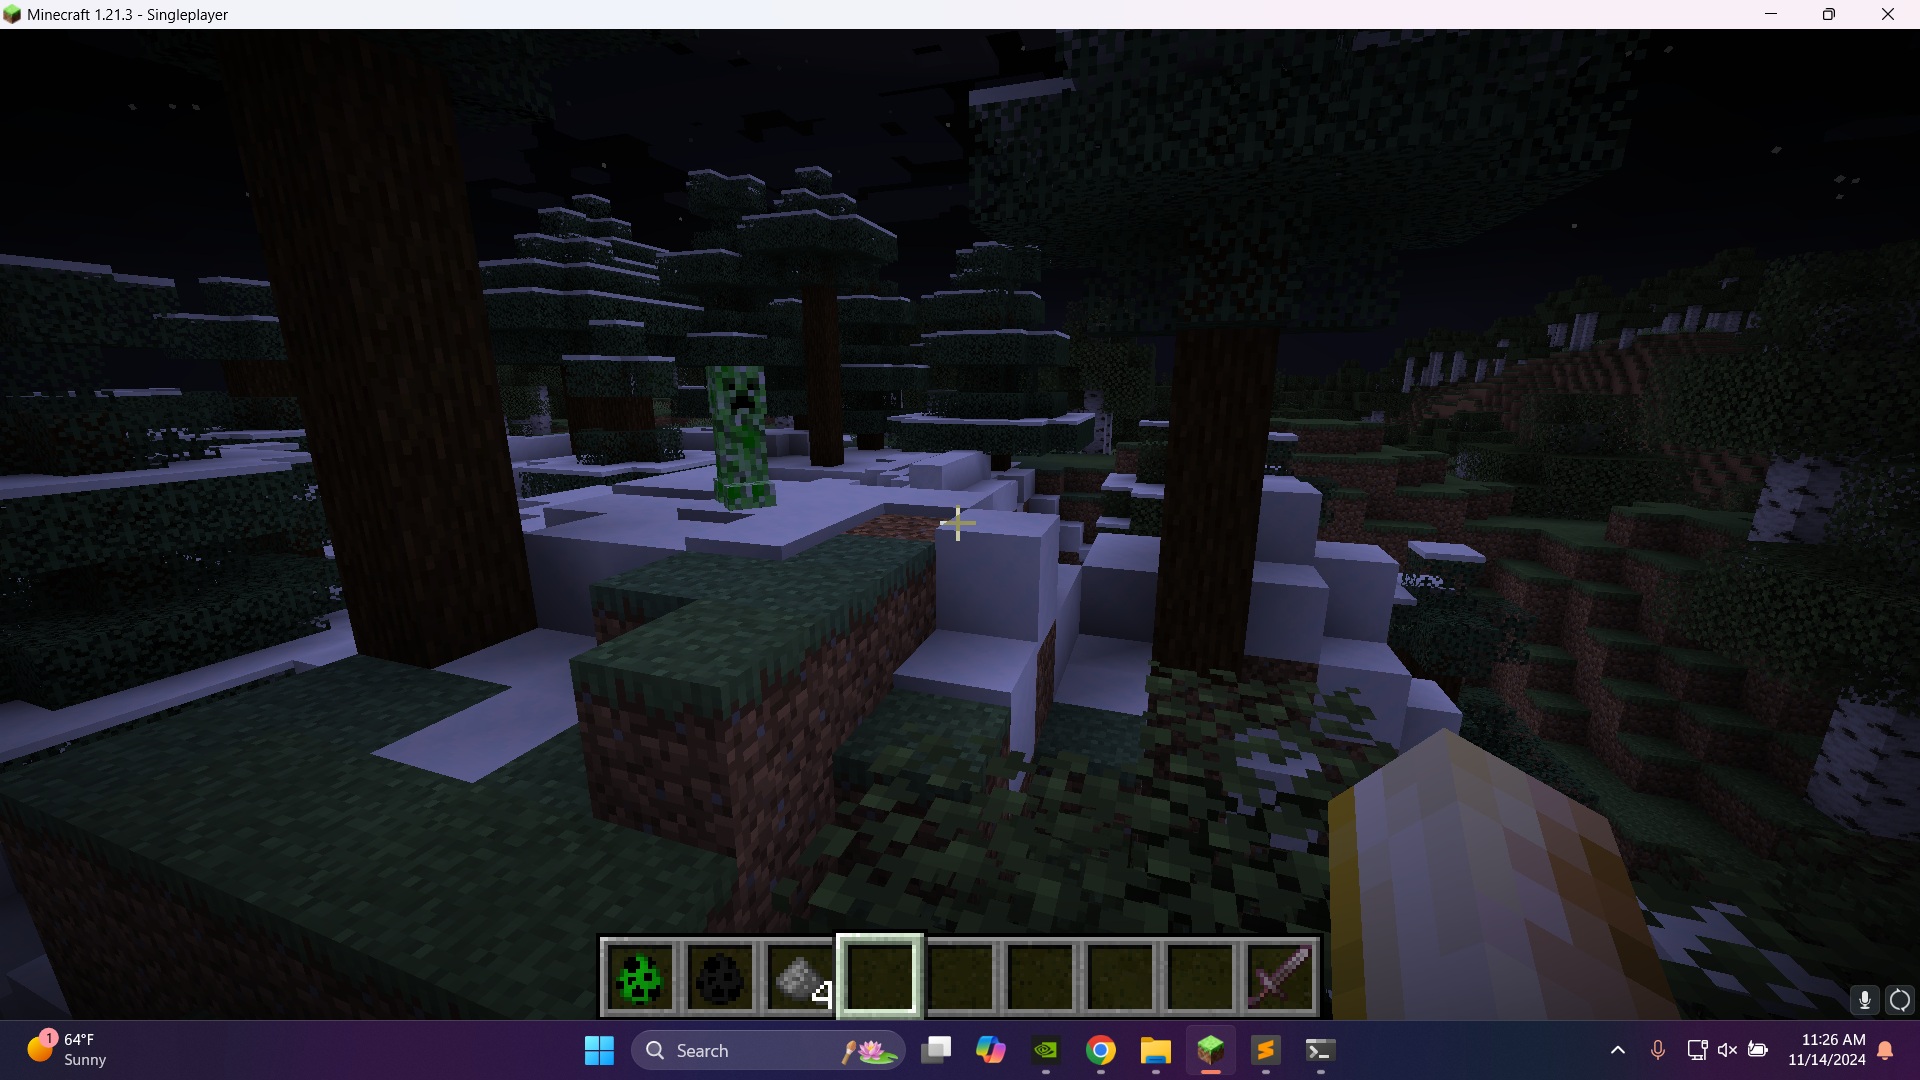 Minecraft 1.21.3 - Singleplayer
4
1
64°F
Sunny
Search
11:26 AM
11/14/2024